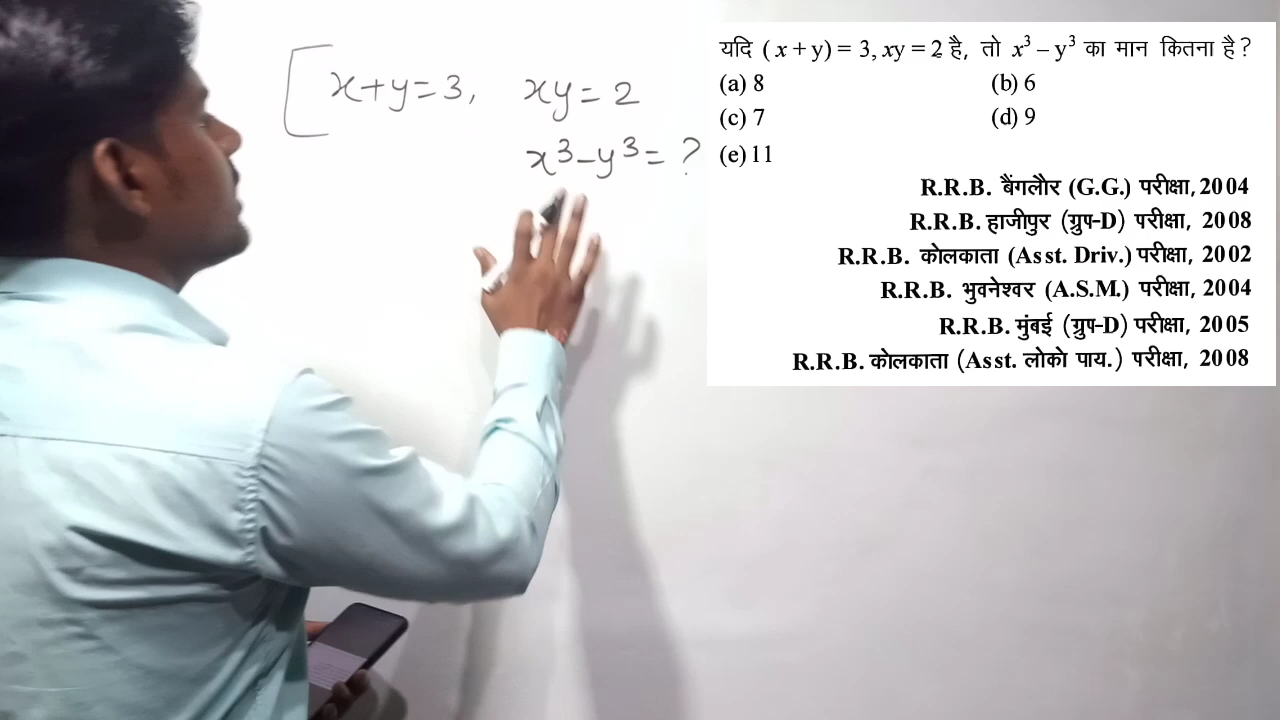 x+y=3, xy=2
x³-y³=?
यदि (x+y)=3, xy=2 है, तो x³–y³ का मान कितना है?
(a) 8 (b) 6
(c) 7 (d) 9
(e) 11
R.R.B. बैंगलौर (G.G.) परीक्षा, 2004
R.R.B. हाजीपुर (ग्रुप-D) परीक्षा, 2008
R.R.B. कोलकाता (Asst. Driv.) परीक्षा, 2002
R.R.B. भुवनेश्वर (A.S.M.) परीक्षा, 2004
R.R.B. मुंबई (ग्रुप-D) परीक्षा, 2005
R.R.B. कोलकाता (Asst. लोको पाय.) परीक्षा, 2008